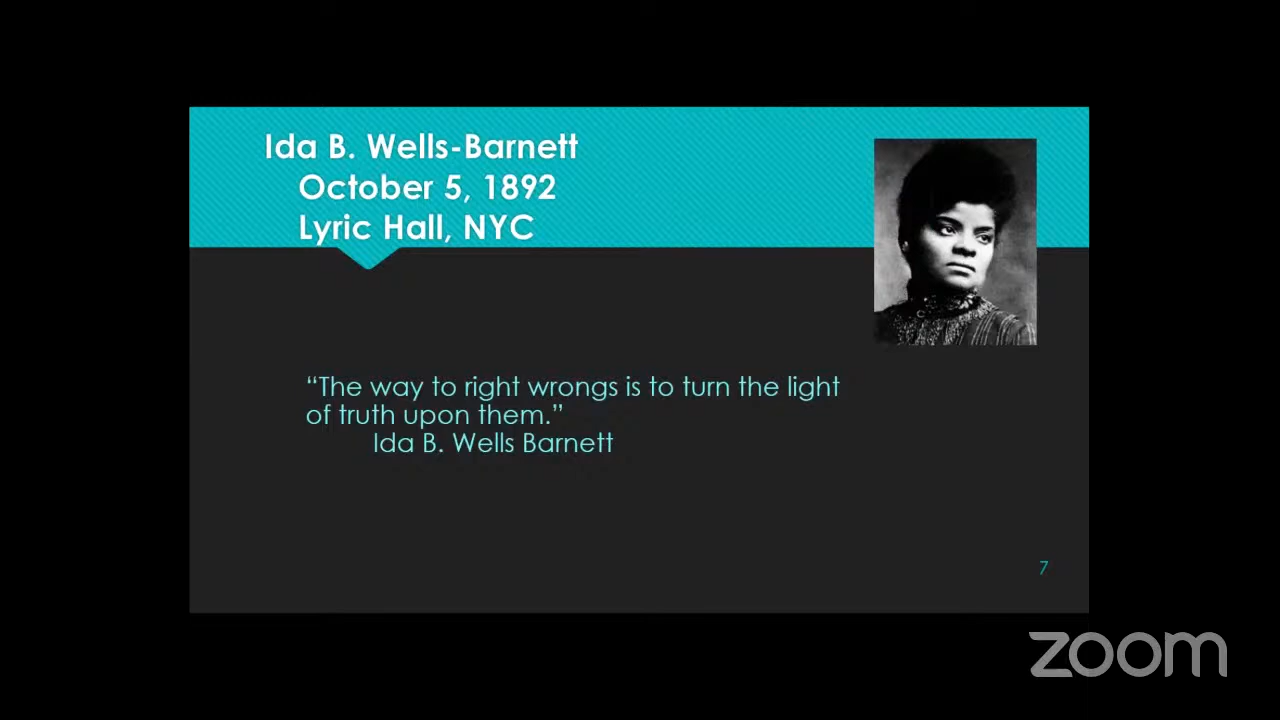 Ida B. Wells-Barnett
October 5, 1892
Lyric Hall, NYC
“The way to right wrongs is to turn the light
of truth upon them.”
Ida B. Wells Barnett
7
zoom